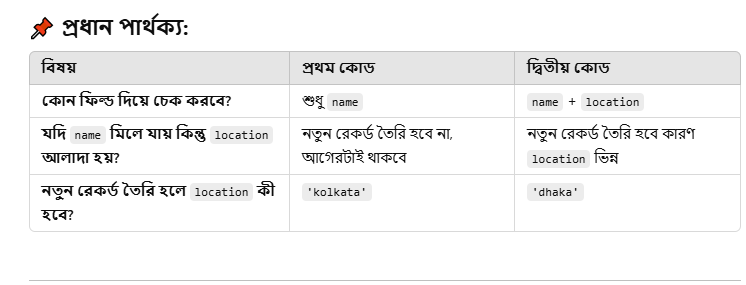 📌 প্রধান পার্থক্য:
বিষয় প্রথম কোড দ্বিতীয় কোড
কোন ফিল্ড দিয়ে চেক করবে? শুধু name name + location
যদি name মিলে যায় কিন্তু location নতুন রেকর্ড তৈরি হবে না, নতুন রেকর্ড তৈরি হবে কারণ
আলাদা হয়? আগেরটাই থাকবে location ভিন্ন
নতুন রেকর্ড তৈরি হলে location কী 'kolkata' 'dhaka'
হবে?